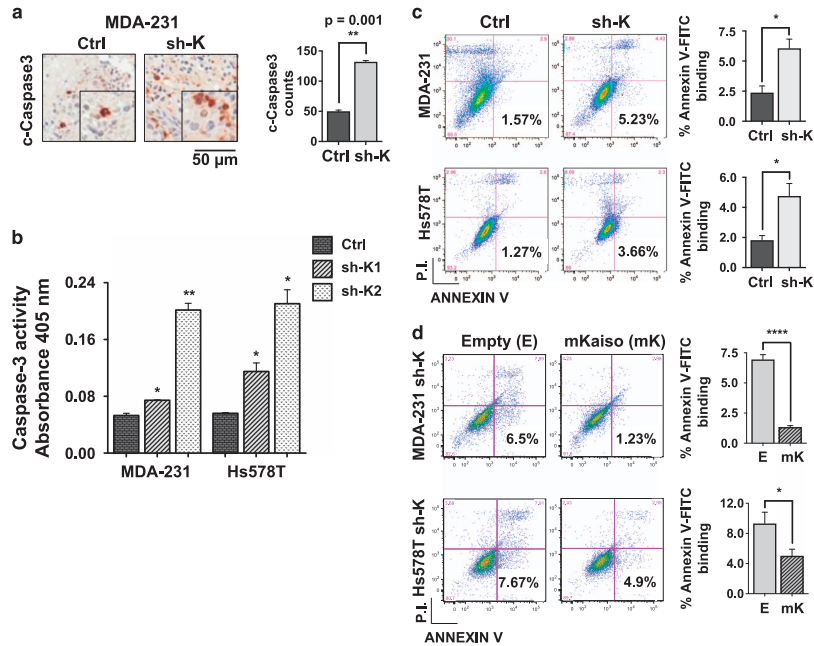 a
MDA-231
Ctrl
sh-K
c-Caspase3
50 µm
p = 0.001
**
c-Caspase3
counts
150
100
50
0
Ctrl sh-K
b
Ctrl
sh-K1
sh-K2
Caspase-3 activity
Absorbance 405 nm
0.24
0.16
0.08
0.00
*
**
*
*
MDA-231
Hs578T
c
Ctrl
sh-K
MDA-231
1.57%
5.23%
% Annexin V-FITC
binding
7.5
5.0
2.5
0.0
*
Ctrl sh-K
Hs578T
1.27%
3.66%
P.I.
ANNEXIN V
% Annexin V-FITC
binding
6.0
4.0
2.0
0.0
*
Ctrl sh-K
d
Empty (E)
mKaiso (mK)
MDA-231 sh-K
6.5%
1.23%
% Annexin V-FITC
binding
7.5
5.0
2.5
0.0
****
E mK
Hs578T sh-K
7.67%
4.9%
P.I.
ANNEXIN V
% Annexin V-FITC
binding
12.0
8.0
4.0
0.0
*
E mK